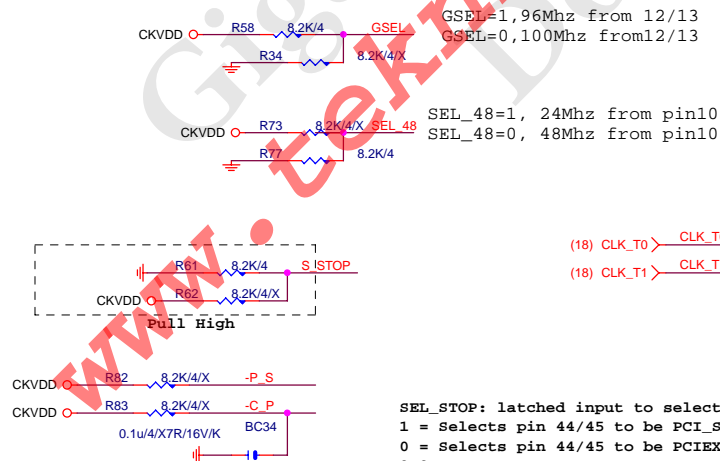 GSEL=1,96Mhz from 12/13
GSEL=0,100Mhz from12/13
CKVDD R58 8.2K/4 GSEL
R34 8.2K/4/X
SEL_48=1, 24Mhz from pin10
SEL_48=0, 48Mhz from pin10
CKVDD R73 8.2K/4/X SEL_48
R77 8.2K/4
(18) CLK_T0
(18) CLK_T1
R61 8.2K/4 S_STOP
CKVDD R62 8.2K/4/X
Pull High
CKVDD R82 8.2K/4/X -P_S
CKVDD R83 8.2K/4/X -C_P
0.1u/4/X7R/16V/K BC34
SEL_STOP: latched input to select
1 = Selects pin 44/45 to be PCI_S
0 = Selects pin 44/45 to be PCIEX